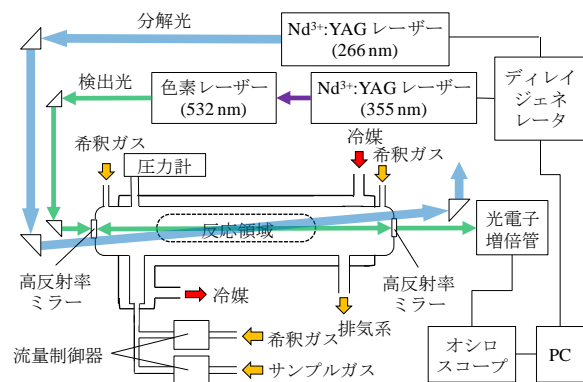 分解光
Nd³⁺:YAG レーザー
(266 nm)
検出光
色素レーザー
(532 nm)
Nd³⁺:YAG レーザー
(355 nm)
ディレイ
ジェネ
レータ
希釈ガス
圧力計
冷媒
希釈ガス
反応領域
光電子
増倍管
高反射率
ミラー
冷媒
高反射率
ミラー
排気系
流量制御器
希釈ガス
サンプルガス
オシロ
スコープ
PC